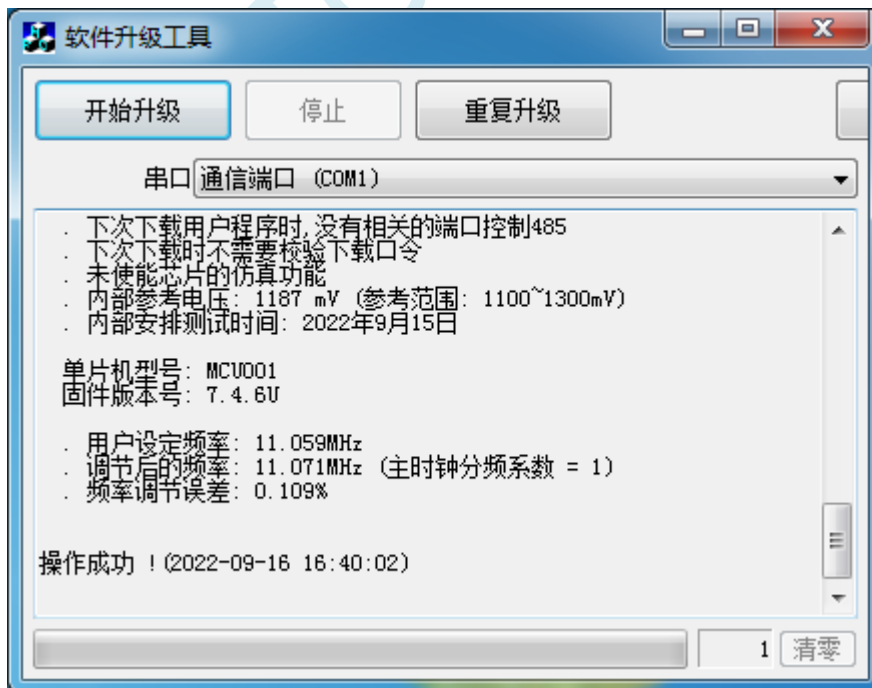 软件升级工具
开始升级
停止
重复升级
串口 通信端口 (COM1)
. 下次下载用户程序时,没有相关的端口控制485
. 下次下载时不需要校验下载口令
. 未使能芯片的仿真功能
. 内部参考电压: 1187 mV (参考范围: 1100~1300mV)
. 内部安排测试时间: 2022年9月15日
单片机型号: MCU001
固件版本号: 7.4.6U
. 用户设定频率: 11.059MHz
. 调节后的频率: 11.071MHz (主时钟分频系数 = 1)
. 频率调节误差: 0.109%
操作成功 !(2022-09-16 16:40:02)
1 清零